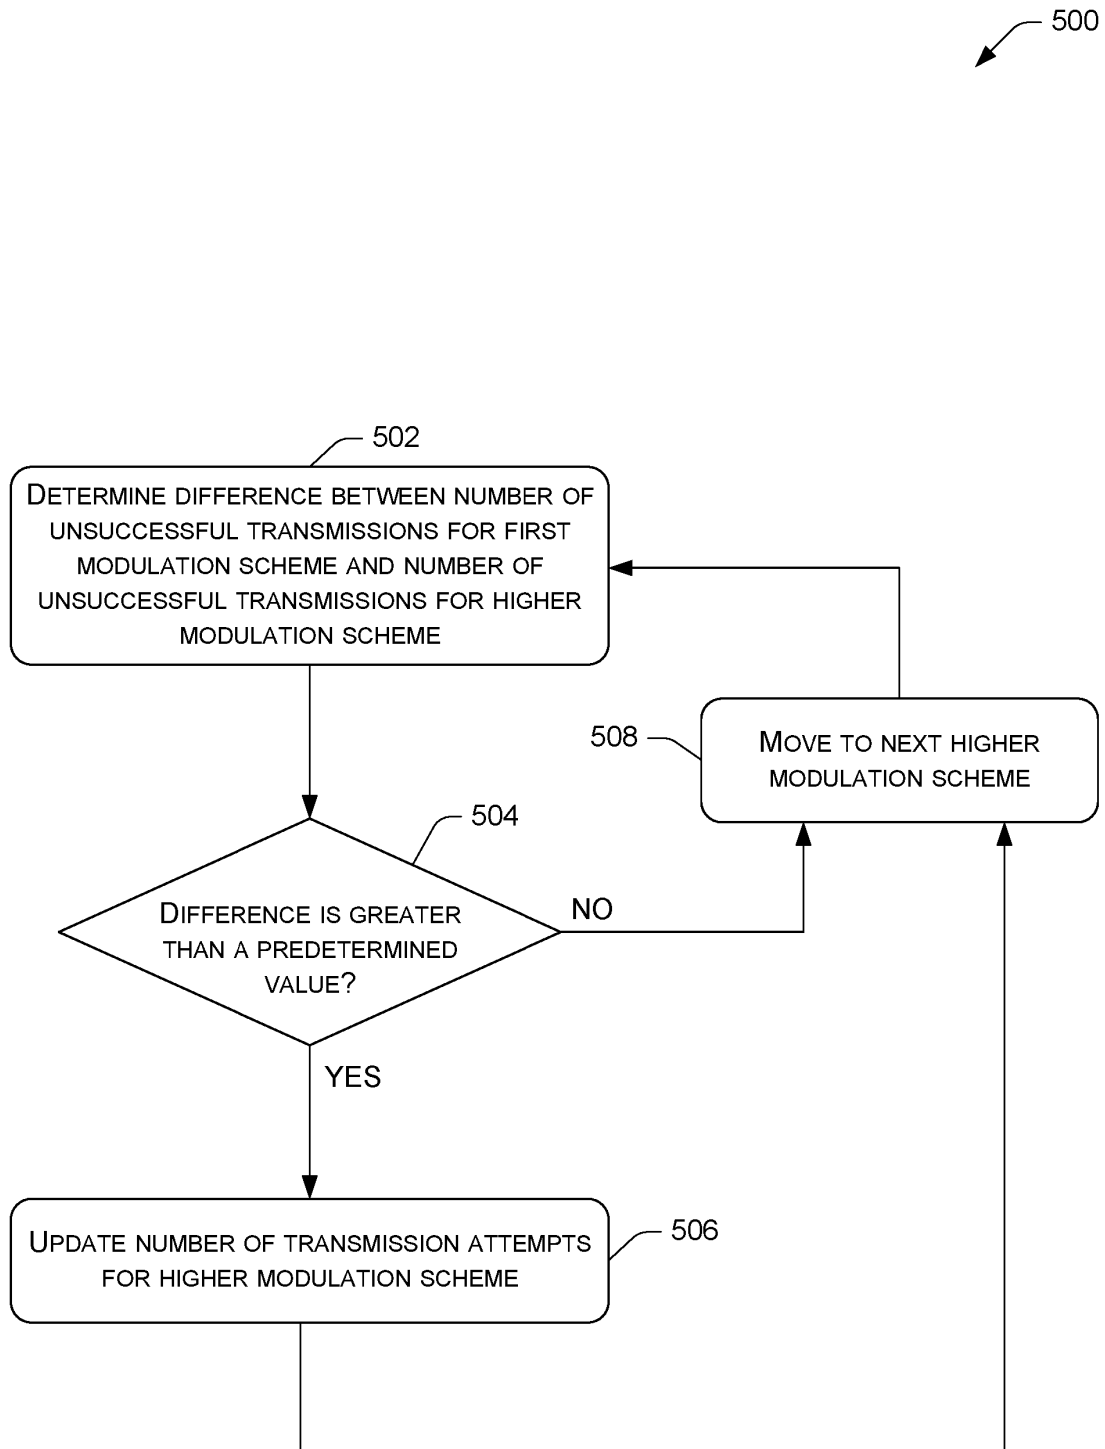 500
502
DETERMINE DIFFERENCE BETWEEN NUMBER OF
UNSUCCESSFUL TRANSMISSIONS FOR FIRST
MODULATION SCHEME AND NUMBER OF
UNSUCCESSFUL TRANSMISSIONS FOR HIGHER
MODULATION SCHEME
508
MOVE TO NEXT HIGHER
MODULATION SCHEME
504
DIFFERENCE IS GREATER
THAN A PREDETERMINED
VALUE?
NO
YES
506
UPDATE NUMBER OF TRANSMISSION ATTEMPTS
FOR HIGHER MODULATION SCHEME